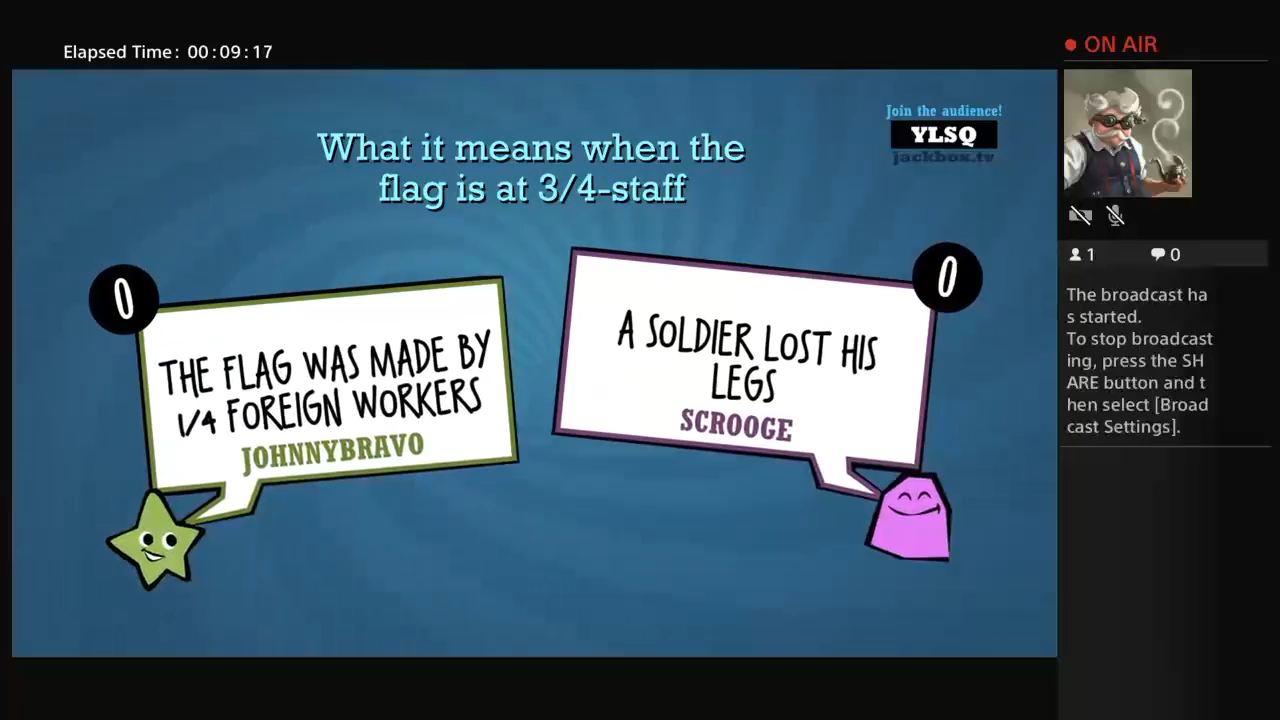 Elapsed Time: 00:09:17
ON AIR
Join the audience!
YLSQ
jackbox.tv
What it means when the
flag is at 3/4-staff
0
THE FLAG WAS MADE BY
1/4 FOREIGN WORKERS
JOHNNYBRAVO
0
A SOLDIER LOST HIS
LEGS
SCROOGE
1
0
The broadcast ha
s started.
To stop broadcast
ing, press the SH
ARE button and t
hen select [Broad
cast Settings].